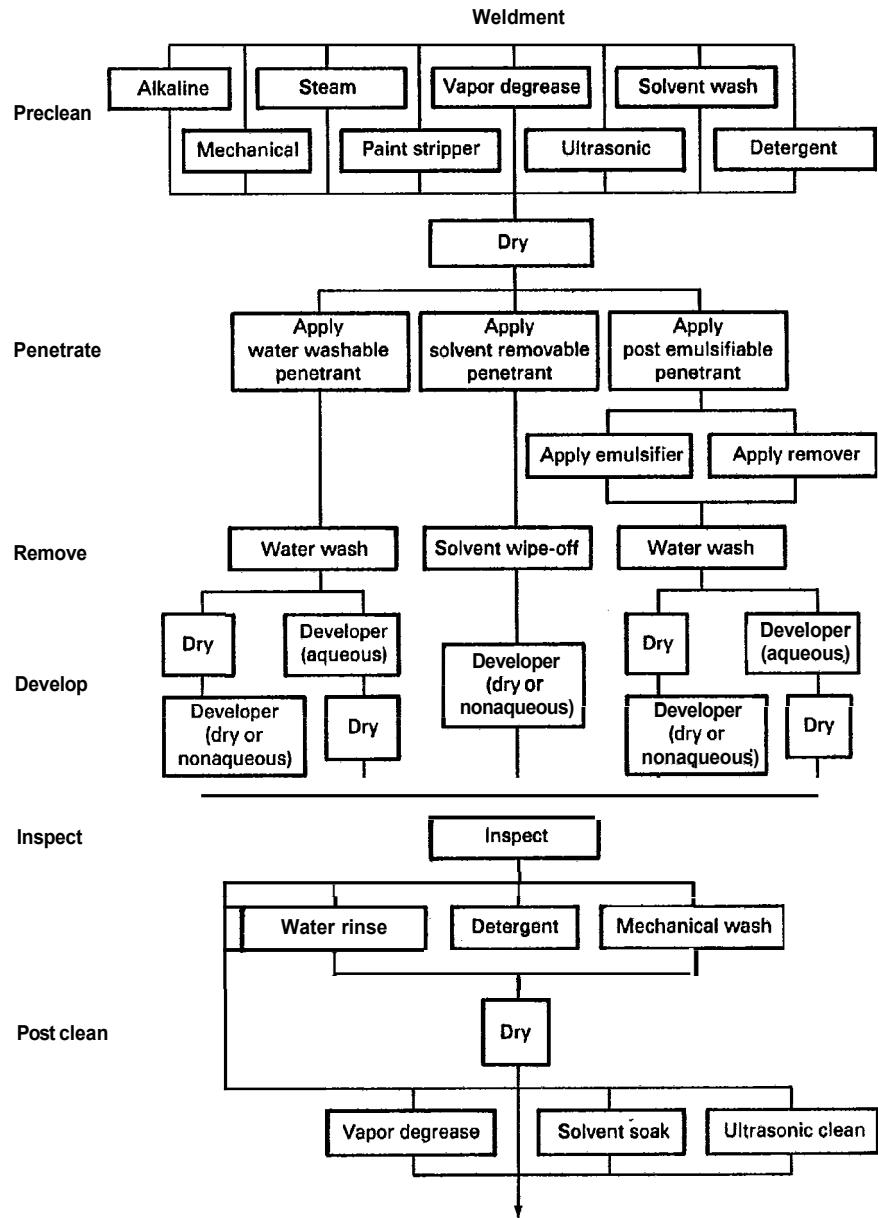 Weldment
Alkaline
Steam
Vapor degrease
Solvent wash
Preclean
Mechanical
Paint stripper
Ultrasonic
Detergent
Dry
Penetrate
Apply
water washable
penetrant
Apply
solvent removable
penetrant
Apply
post emulsifiable
penetrant
Apply emulsifier
Apply remover
Remove
Water wash
Solvent wipe-off
Water wash
Develop
Dry
Developer
(aqueous)
Developer
(dry or
nonaqueous)
Dry
Developer
(aqueous)
Developer
(dry or
nonaqueous)
Dry
Developer
(dry or
nonaqueous)
Dry
Inspect
Inspect
Water rinse
Detergent
Mechanical wash
Post clean
Dry
Vapor degrease
Solvent soak
Ultrasonic clean